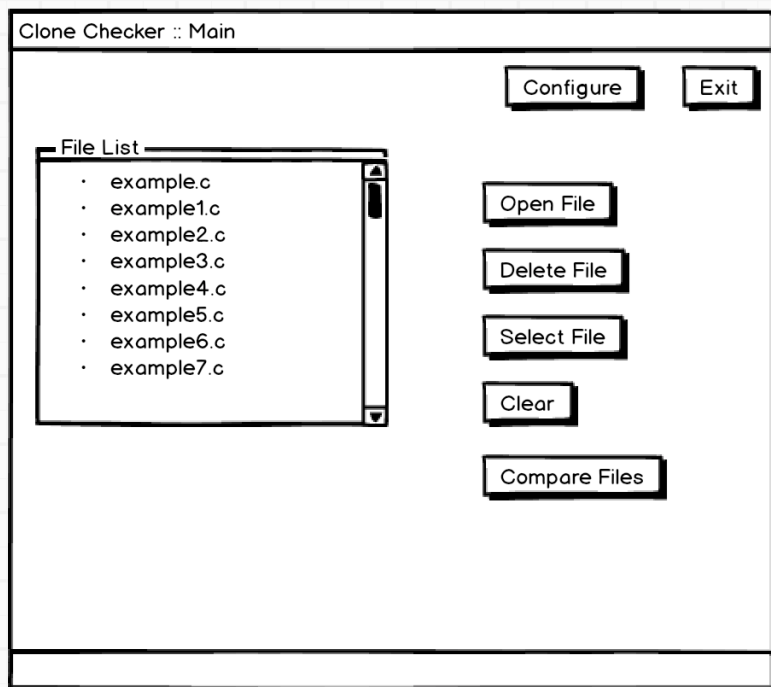 Clone Checker :: Main
Configure
Exit
File List
· example.c
· example1.c
· example2.c
· example3.c
· example4.c
· example5.c
· example6.c
· example7.c
Open File
Delete File
Select File
Clear
Compare Files